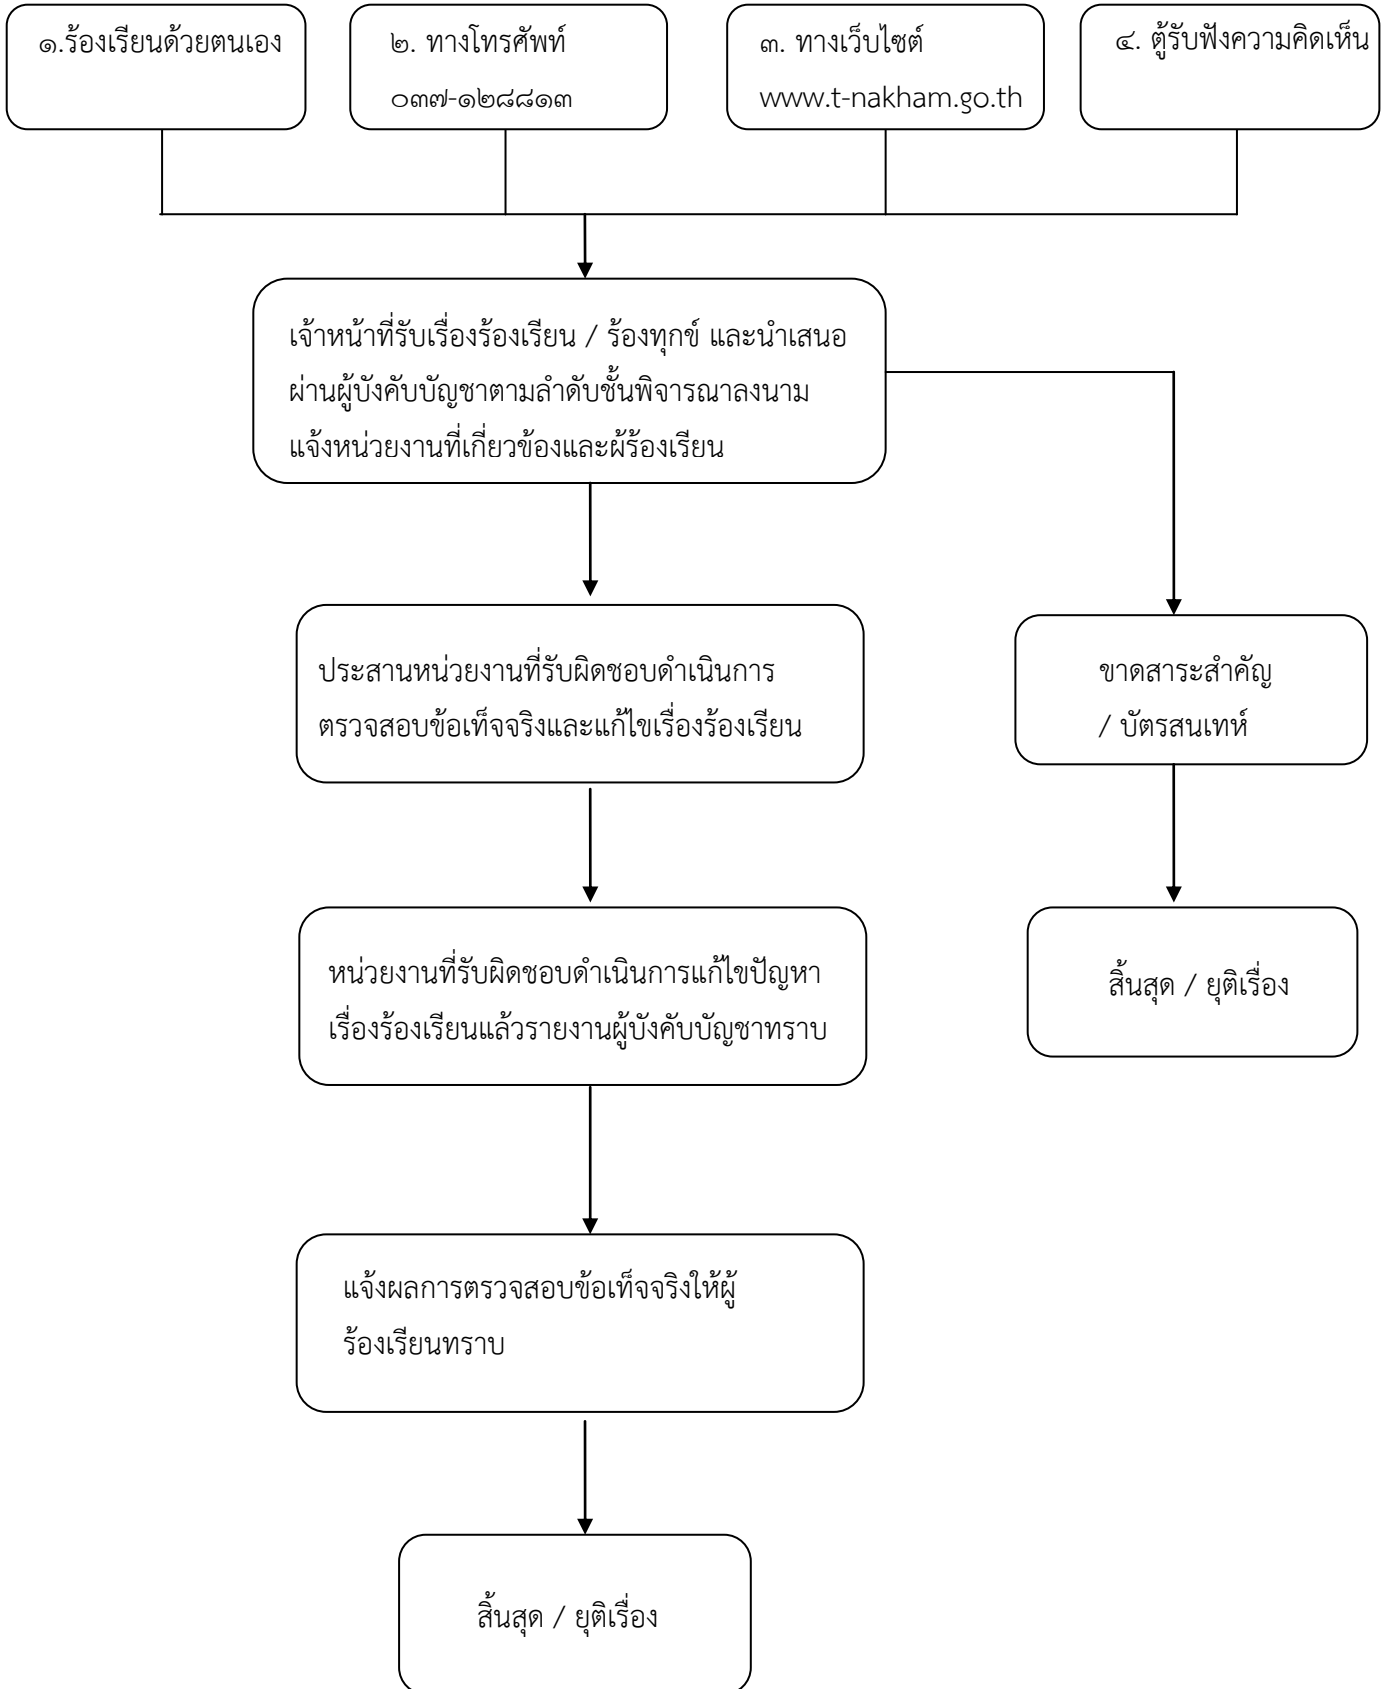 ๑.ร้องเรียนด้วยตนเอง
๒. ทางโทรศัพท์
๐๓๗-๑๒๘๘๑๓
๓. ทางเว็บไซต์
www.t-nakham.go.th
๔. ตู้รับฟังความคิดเห็น
เจ้าหน้าที่รับเรื่องร้องเรียน / ร้องทุกข์ และนำเสนอ
ผ่านผู้บังคับบัญชาตามลำดับชั้นพิจารณาลงนาม
แจ้งหน่วยงานที่เกี่ยวข้องและผู้ร้องเรียน
ประสานหน่วยงานที่รับผิดชอบดำเนินการ
ตรวจสอบข้อเท็จจริงและแก้ไขเรื่องร้องเรียน
ขาดสาระสำคัญ
/ บัตรสนเทห์
หน่วยงานที่รับผิดชอบดำเนินการแก้ไขปัญหา
เรื่องร้องเรียนแล้วรายงานผู้บังคับบัญชาทราบ
สิ้นสุด / ยุติเรื่อง
แจ้งผลการตรวจสอบข้อเท็จจริงให้ผู้
ร้องเรียนทราบ
สิ้นสุด / ยุติเรื่อง